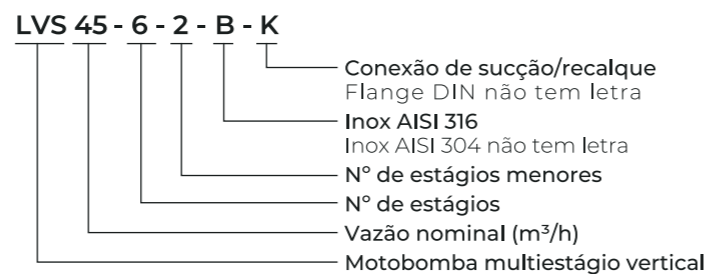 LVS 45 - 6 - 2 - B - K
Conexão de sucção/recalque
Flange DIN não tem letra
Inox AISI 316
Inox AISI 304 não tem letra
Nº de estágios menores
Nº de estágios
Vazão nominal (m³/h)
Motobomba multiestágio vertical